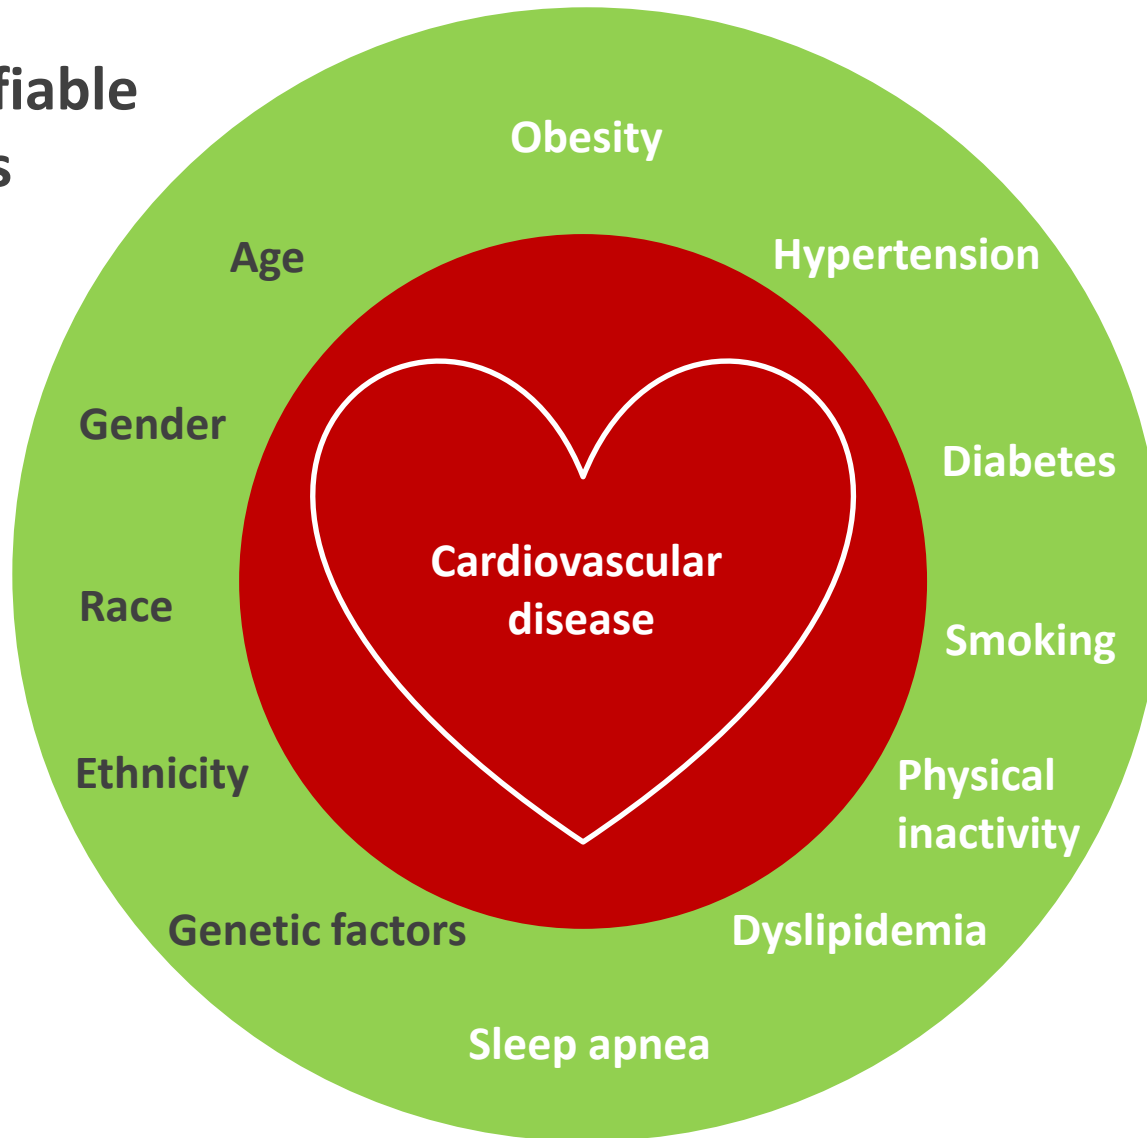 fiable
s
Obesity
Age
Hypertension
Gender
Diabetes
Cardiovascular
disease
Race
Smoking
Ethnicity
Physical
inactivity
Genetic factors
Dyslipidemia
Sleep apnea